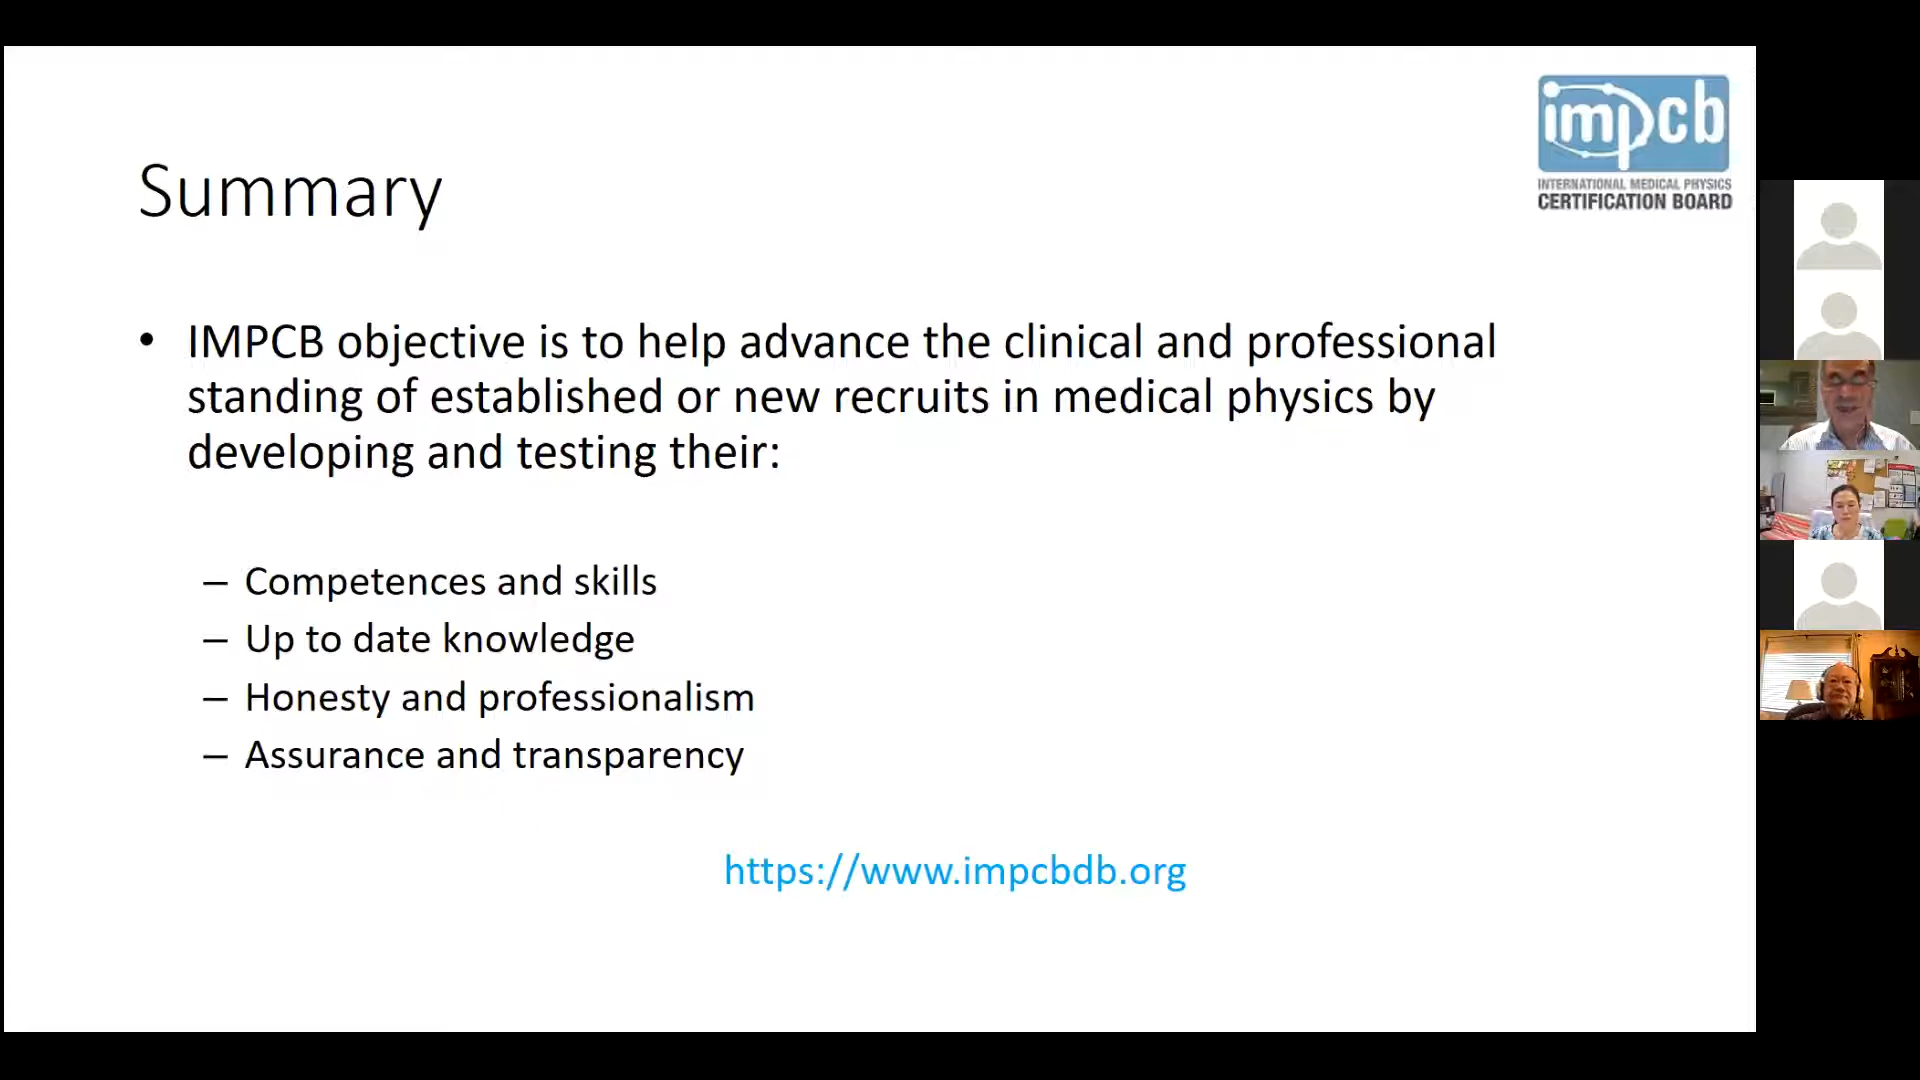 impcb
INTERNATIONAL MEDICAL PHYSICS
CERTIFICATION BOARD
Summary
• IMPCB objective is to help advance the clinical and professional
standing of established or new recruits in medical physics by
developing and testing their:
– Competences and skills
– Up to date knowledge
– Honesty and professionalism
– Assurance and transparency
https://www.impcbdb.org